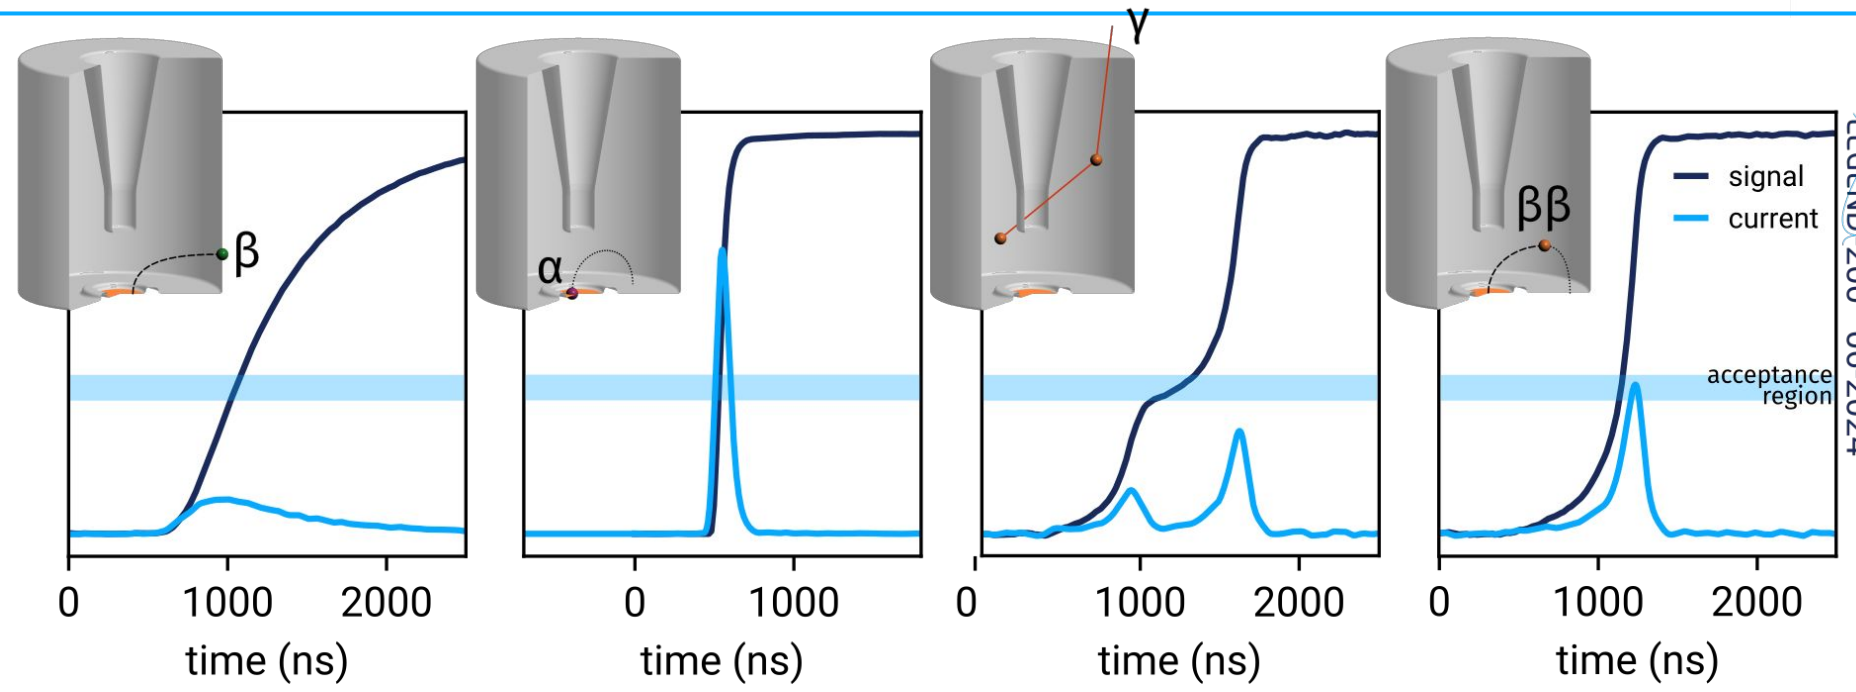 γ
β
α
ββ
signal
current
acceptance
region
0 1000 2000
0 1000
0 1000 2000
0 1000 2000
time (ns)
time (ns)
time (ns)
time (ns)